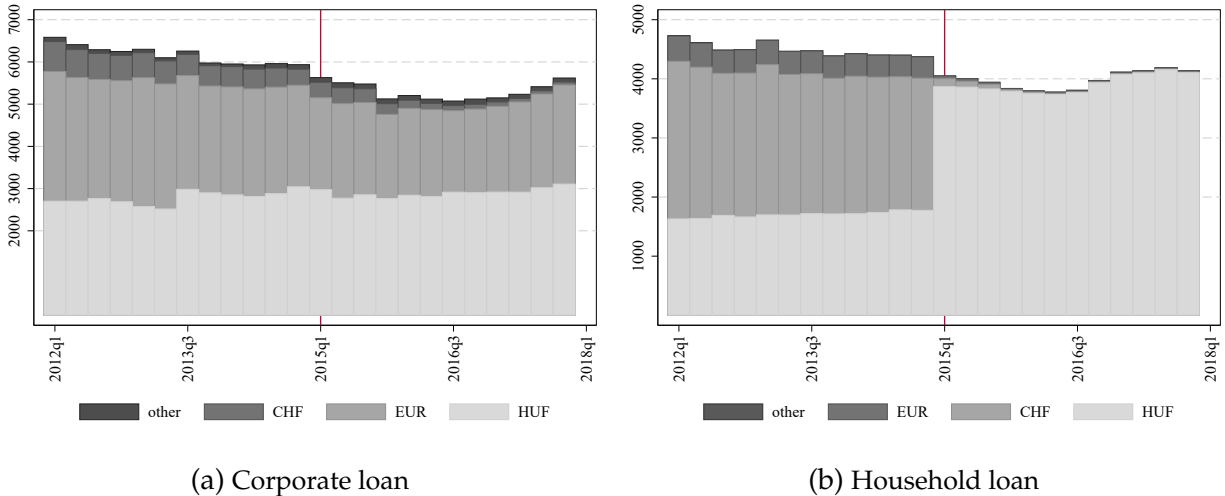 7000
6000
5000
4000
3000
2000
2012q1
2013q3
2015q1
2016q3
2018q1
other CHF EUR HUF
(a) Corporate loan
5000
4000
3000
2000
1000
2012q1
2013q3
2015q1
2016q3
2018q1
other EUR CHF HUF
(b) Household loan